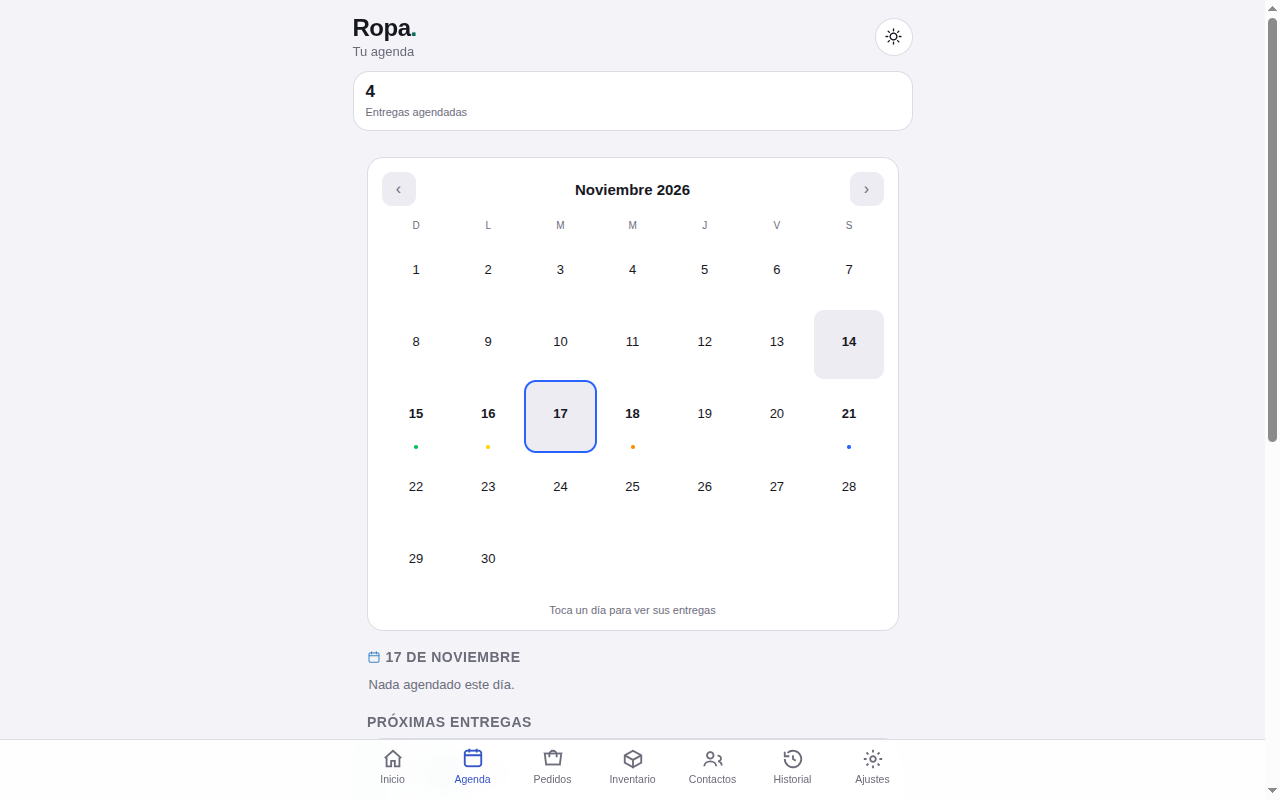 Ropa.
Tu agenda
4
Entregas agendadas
‹ Noviembre 2026 ›
D L M M J V S
1 2 3 4 5 6 7
8 9 10 11 12 13 14
15 16 17 18 19 20 21
22 23 24 25 26 27 28
29 30
Toca un día para ver sus entregas
17 DE NOVIEMBRE
Nada agendado este día.
PRÓXIMAS ENTREGAS
Inicio Agenda Pedidos Inventario Contactos Historial Ajustes